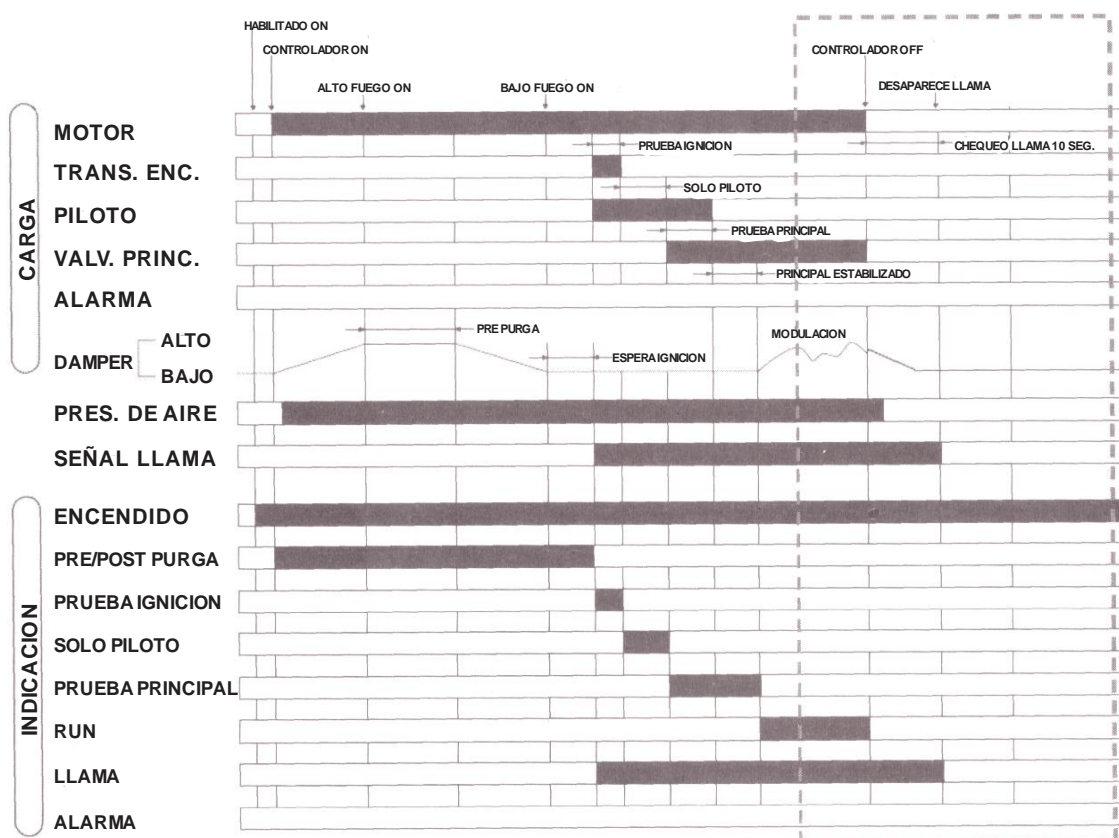 HABILITADO ON
CONTROLADOR ON
CONTROLADOR OFF
ALTO FUEGO ON
BAJO FUEGO ON
DESAPARECE LLAMA
CARGA
MOTOR
PRUEBA IGNICION
CHEQUEO LLAMA 10 SEG.
TRANS. ENC.
SOLO PILOTO
PILOTO
PRUEBA PRINCIPAL
VALV. PRINC.
PRINCIPAL ESTABILIZADO
ALARMA
PRE PURGA
MODULACION
ALTO
DAMPER
ESPERA IGNICION
BAJO
PRES. DE AIRE
SEÑAL LLAMA
INDICACION
ENCENDIDO
PRE/POST PURGA
PRUEBA IGNICION
SOLO PILOTO
PRUEBA PRINCIPAL
RUN
LLAMA
ALARMA